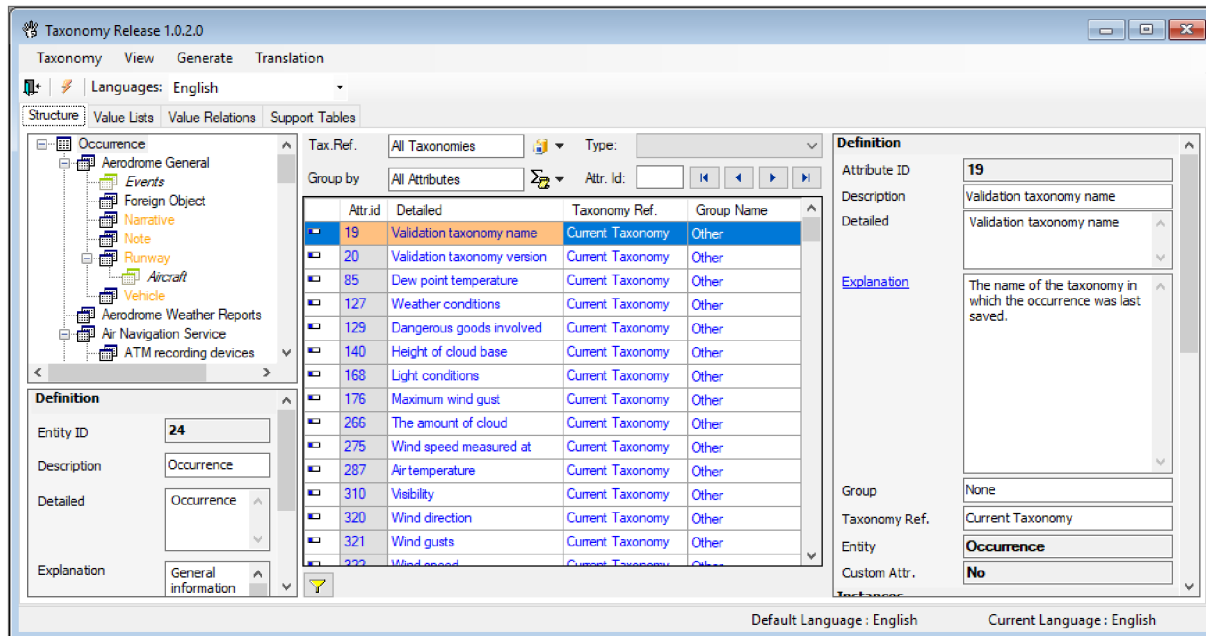 Taxonomy Release 1.0.2.0
Taxonomy View Generate Translation
Languages: English
Structure Value Lists Value Relations Support Tables
Occurrence
Aerodrome General
Events
Foreign Object
Narrative
Note
Runway
Aircraft
Vehicle
Aerodrome Weather Reports
Air Navigation Service
ATM recording devices
Definition
Entity ID 24
Description Occurrence
Detailed Occurrence
Explanation General
information
Tax.Ref. All Taxonomies Type:
Group by All Attributes Attr. Id:
Attr.id Detailed Taxonomy Ref. Group Name
19 Validation taxonomy name Current Taxonomy Other
20 Validation taxonomy version Current Taxonomy Other
85 Dew point temperature Current Taxonomy Other
127 Weather conditions Current Taxonomy Other
129 Dangerous goods involved Current Taxonomy Other
140 Height of cloud base Current Taxonomy Other
168 Light conditions Current Taxonomy Other
176 Maximum wind gust Current Taxonomy Other
266 The amount of cloud Current Taxonomy Other
275 Wind speed measured at Current Taxonomy Other
287 Air temperature Current Taxonomy Other
310 Visibility Current Taxonomy Other
320 Wind direction Current Taxonomy Other
321 Wind gusts Current Taxonomy Other
322 Wind speed Current Taxonomy Other
Definition
Attribute ID 19
Description Validation taxonomy name
Detailed Validation taxonomy name
Explanation The name of the taxonomy in
which the occurrence was last
saved.
Group None
Taxonomy Ref. Current Taxonomy
Entity Occurrence
Custom Attr. No
Instances
Default Language : English Current Language : English